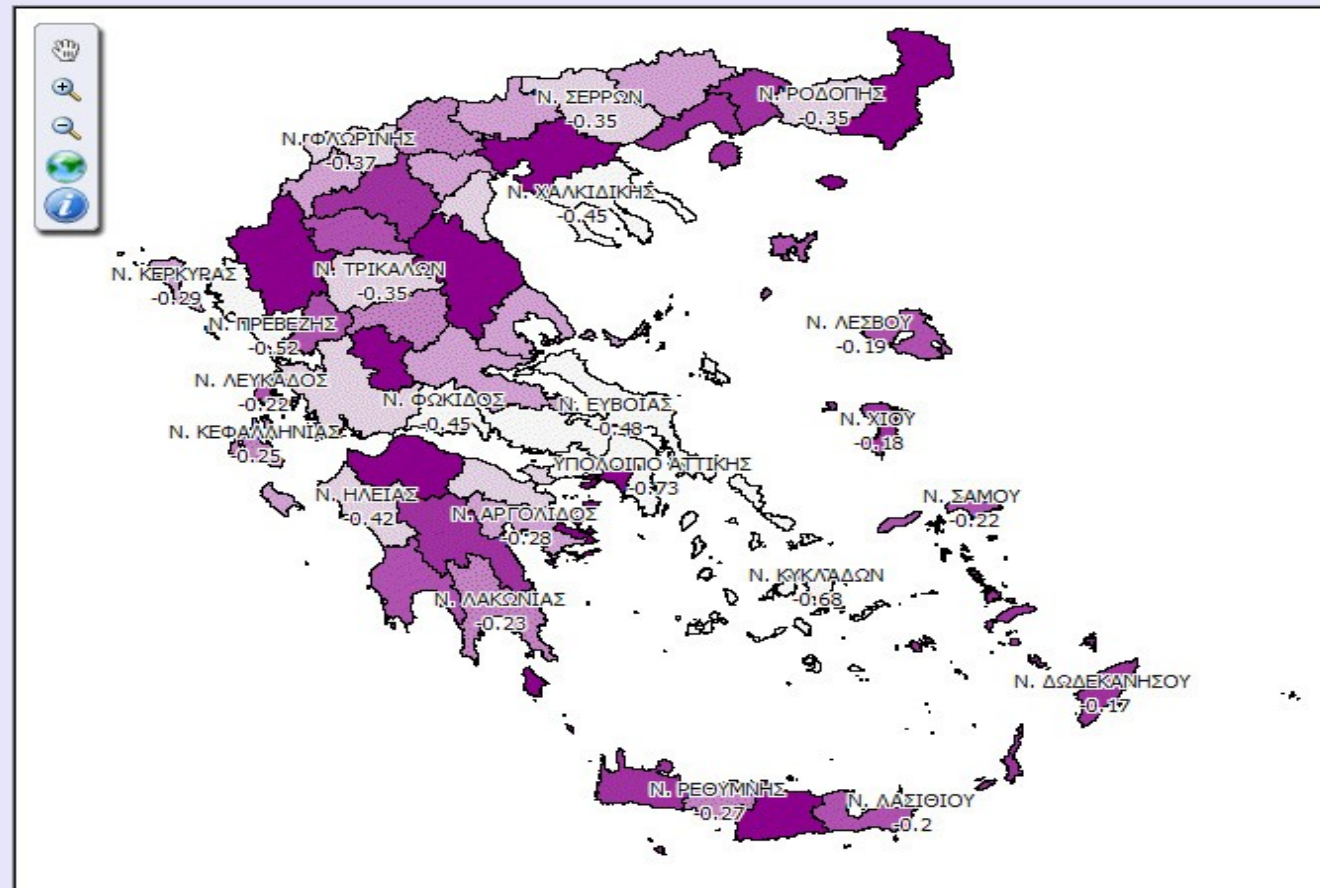 Ν. ΣΕΡΡΩΝ
-0.35
Ν. ΡΟΔΟΠΗΣ
-0.35
Ν. ΦΛΩΡΙΝΗΣ
-0.37
Ν. ΧΑΛΚΙΔΙΚΗΣ
-0.45
Ν. ΚΕΡΚΥΡΑΣ
-0.29
Ν. ΤΡΙΚΑΛΩΝ
-0.35
Ν. ΠΡΕΒΕΖΗΣ
-0.52
Ν. ΛΕΣΒΟΥ
-0.19
Ν. ΛΕΥΚΑΔΟΣ
-0.22
Ν. ΦΩΚΙΔΟΣ
-0.45
Ν. ΕΥΒΟΙΑΣ
-0.48
Ν. ΧΙΟΥ
-0.18
Ν. ΚΕΦΑΛΛΗΝΙΑΣ
-0.25
ΥΠΟΛΟΙΠΟ ΑΤΤΙΚΗΣ
-0.73
Ν. ΗΛΕΙΑΣ
-0.42
Ν. ΑΡΓΟΛΙΔΟΣ
-0.28
Ν. ΣΑΜΟΥ
-0.22
Ν. ΚΥΚΛΑΔΩΝ
-0.68
Ν. ΛΑΚΩΝΙΑΣ
-0.23
Ν. ΔΩΔΕΚΑΝΗΣΟΥ
-0.17
Ν. ΡΕΘΥΜΝΗΣ
-0.27
Ν. ΛΑΣΙΘΙΟΥ
-0.2